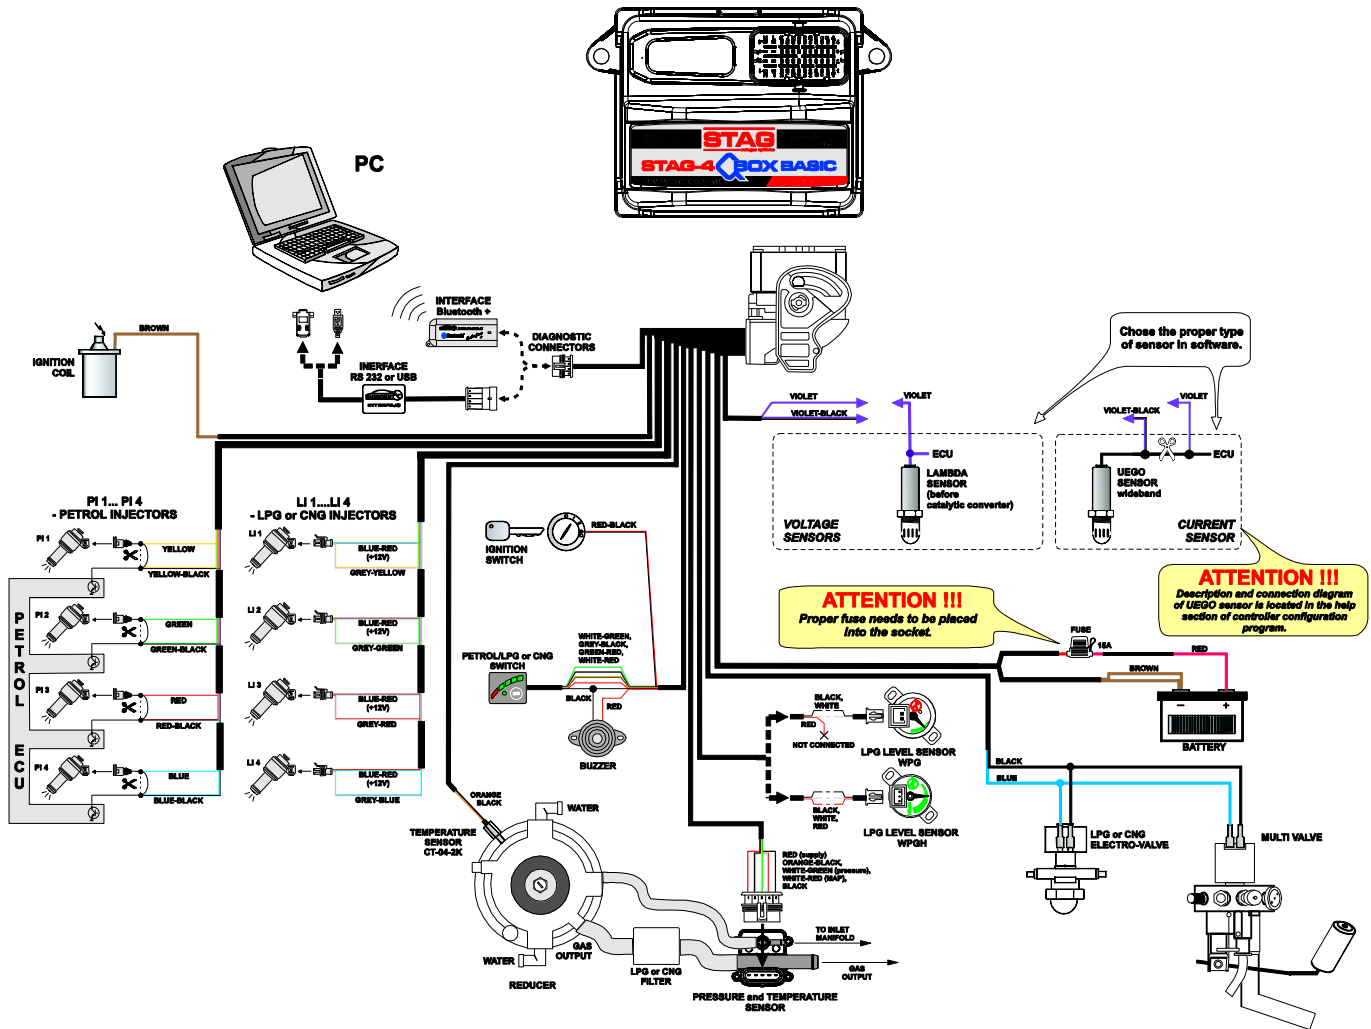 STAG
STAG-4 QBOX BASIC
PC
INTERFACE
Bluetooth +
BROWN
IGNITION
COIL
DIAGNOSTIC
CONNECTORS
INERFACE
RS 232 or USB
Chose the proper type
of sensor in software.
VIOLET
VIOLET-BLACK
VIOLET
ECU
LAMBDA
SENSOR
(before
catalytic converter)
VOLTAGE
SENSORS
VIOLET
VIOLET-BLACK
ECU
UEGO
SENSOR
wideband
CURRENT
SENSOR
ATTENTION !!!
Description and connection diagram
of UEGO sensor is located in the help
section of controller configuration
program.
ATTENTION !!!
Proper fuse needs to be placed
into the socket.
PI 1... PI 4
- PETROL INJECTORS
LI 1....LI 4
- LPG or CNG INJECTORS
PI 1
YELLOW
YELLOW-BLACK
PI 2
GREEN
GREEN-BLACK
PI 3
RED
RED-BLACK
PI 4
BLUE
BLUE-BLACK
PETROL ECU
LI 1
BLUE-RED
(+12V)
GREY-YELLOW
LI 2
BLUE-RED
(+12V)
GREY-GREEN
LI 3
BLUE-RED
(+12V)
GREY-RED
LI 4
BLUE-RED
(+12V)
GREY-BLUE
IGNITION
SWITCH
RED-BLACK
PETROL/LPG or CNG
SWITCH
WHITE-GREEN,
GREY-BLACK,
GREEN-RED,
WHITE-RED
BLACK
RED
BUZZER
FUSE
15A
RED
BROWN
- +
BATTERY
BLACK,
WHITE
RED
NOT CONNECTED
LPG LEVEL SENSOR
WPG
BLACK,
WHITE,
RED
LPG LEVEL SENSOR
WPGH
BLACK
BLUE
LPG or CNG
ELECTRO-VALVE
MULTI VALVE
ORANGE
BLACK
TEMPERATURE
SENSOR
CT-04-2K
WATER
WATER
REDUCER
GAS
OUTPUT
LPG or CNG
FILTER
RED (supply)
ORANGE-BLACK,
WHITE-GREEN (pressure),
WHITE-RED (MAP),
BLACK
TO INLET
MANIFOLD
GAS
OUTPUT
PRESSURE and TEMPERATURE
SENSOR